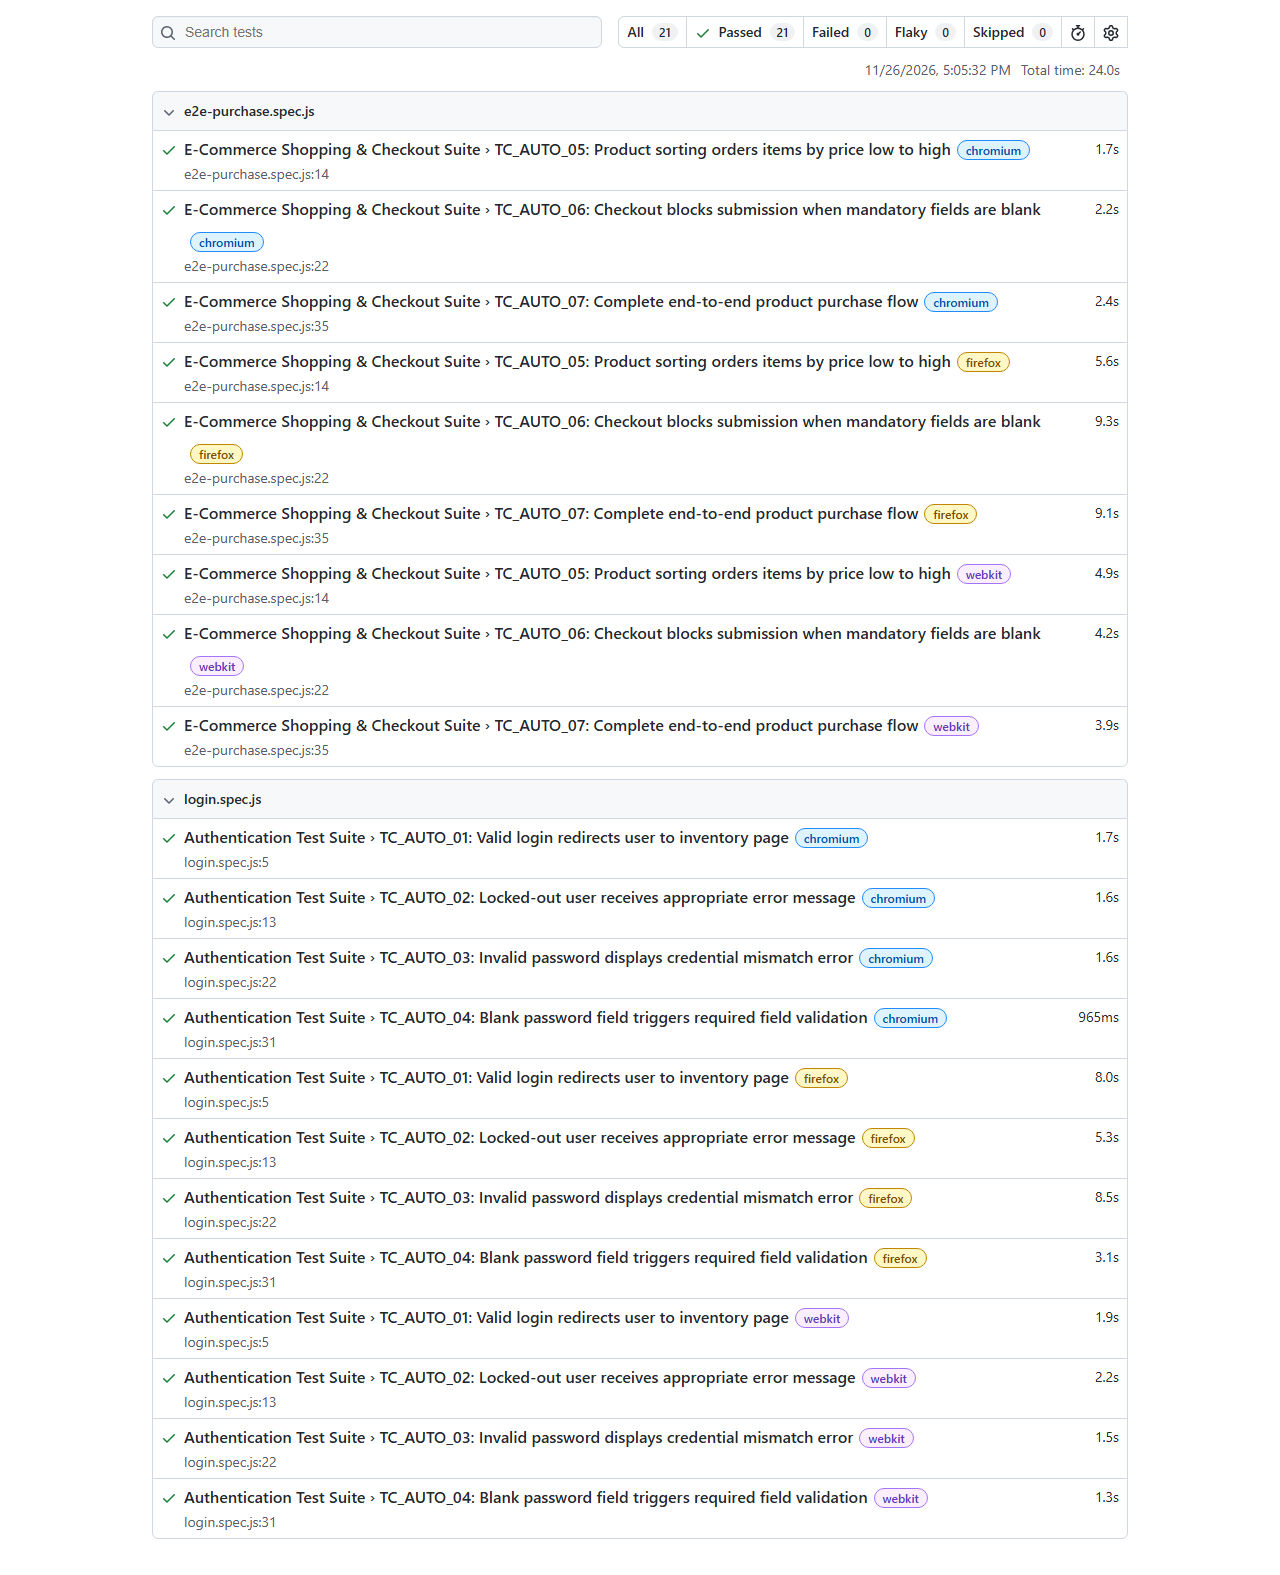 Search tests
All 21 Passed 21 Failed 0 Flaky 0 Skipped 0
11/26/2026, 5:05:32 PM Total time: 24.0s
e2e-purchase.spec.js
E-Commerce Shopping & Checkout Suite › TC_AUTO_05: Product sorting orders items by price low to high chromium 1.7s
e2e-purchase.spec.js:14
E-Commerce Shopping & Checkout Suite › TC_AUTO_06: Checkout blocks submission when mandatory fields are blank 2.2s
chromium
e2e-purchase.spec.js:22
E-Commerce Shopping & Checkout Suite › TC_AUTO_07: Complete end-to-end product purchase flow chromium 2.4s
e2e-purchase.spec.js:35
E-Commerce Shopping & Checkout Suite › TC_AUTO_05: Product sorting orders items by price low to high firefox 5.6s
e2e-purchase.spec.js:14
E-Commerce Shopping & Checkout Suite › TC_AUTO_06: Checkout blocks submission when mandatory fields are blank 9.3s
firefox
e2e-purchase.spec.js:22
E-Commerce Shopping & Checkout Suite › TC_AUTO_07: Complete end-to-end product purchase flow firefox 9.1s
e2e-purchase.spec.js:35
E-Commerce Shopping & Checkout Suite › TC_AUTO_05: Product sorting orders items by price low to high webkit 4.9s
e2e-purchase.spec.js:14
E-Commerce Shopping & Checkout Suite › TC_AUTO_06: Checkout blocks submission when mandatory fields are blank 4.2s
webkit
e2e-purchase.spec.js:22
E-Commerce Shopping & Checkout Suite › TC_AUTO_07: Complete end-to-end product purchase flow webkit 3.9s
e2e-purchase.spec.js:35
login.spec.js
Authentication Test Suite › TC_AUTO_01: Valid login redirects user to inventory page chromium 1.7s
login.spec.js:5
Authentication Test Suite › TC_AUTO_02: Locked-out user receives appropriate error message chromium 1.6s
login.spec.js:13
Authentication Test Suite › TC_AUTO_03: Invalid password displays credential mismatch error chromium 1.6s
login.spec.js:22
Authentication Test Suite › TC_AUTO_04: Blank password field triggers required field validation chromium 965ms
login.spec.js:31
Authentication Test Suite › TC_AUTO_01: Valid login redirects user to inventory page firefox 8.0s
login.spec.js:5
Authentication Test Suite › TC_AUTO_02: Locked-out user receives appropriate error message firefox 5.3s
login.spec.js:13
Authentication Test Suite › TC_AUTO_03: Invalid password displays credential mismatch error firefox 8.5s
login.spec.js:22
Authentication Test Suite › TC_AUTO_04: Blank password field triggers required field validation firefox 3.1s
login.spec.js:31
Authentication Test Suite › TC_AUTO_01: Valid login redirects user to inventory page webkit 1.9s
login.spec.js:5
Authentication Test Suite › TC_AUTO_02: Locked-out user receives appropriate error message webkit 2.2s
login.spec.js:13
Authentication Test Suite › TC_AUTO_03: Invalid password displays credential mismatch error webkit 1.5s
login.spec.js:22
Authentication Test Suite › TC_AUTO_04: Blank password field triggers required field validation webkit 1.3s
login.spec.js:31